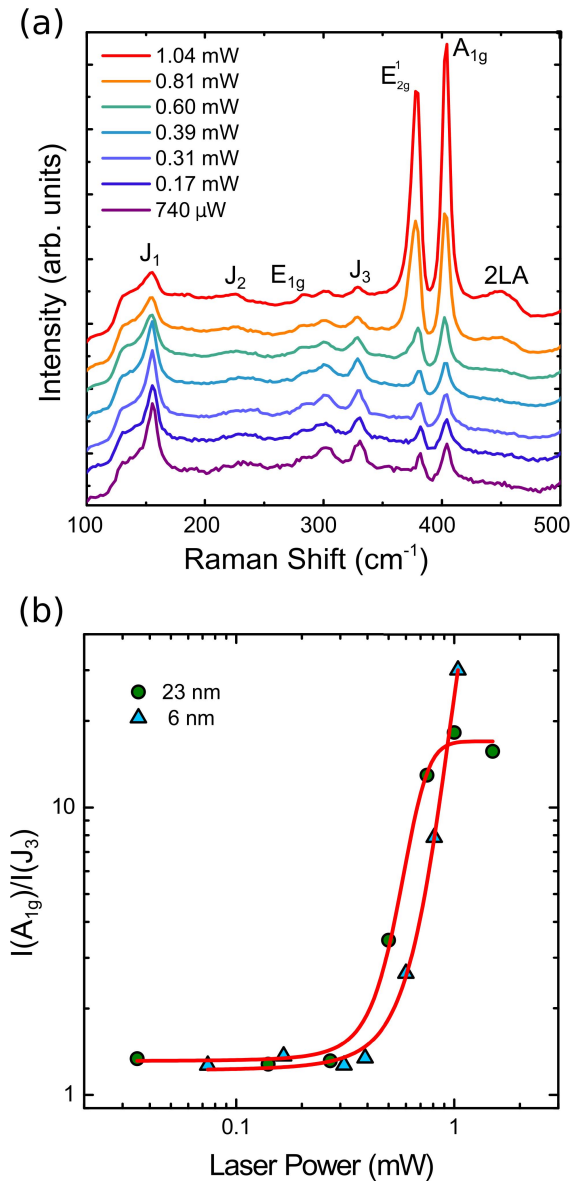 (a)
1.04 mW
0.81 mW
0.60 mW
0.39 mW
0.31 mW
0.17 mW
740 µW
J₁
J₂
E₁g
J₃
E¹₂g
A₁g
2LA
Intensity (arb. units)
100 200 300 400 500
Raman Shift (cm⁻¹)
(b)
23 nm
6 nm
I(A₁g)/I(J₃)
10
1
0.1 1
Laser Power (mW)